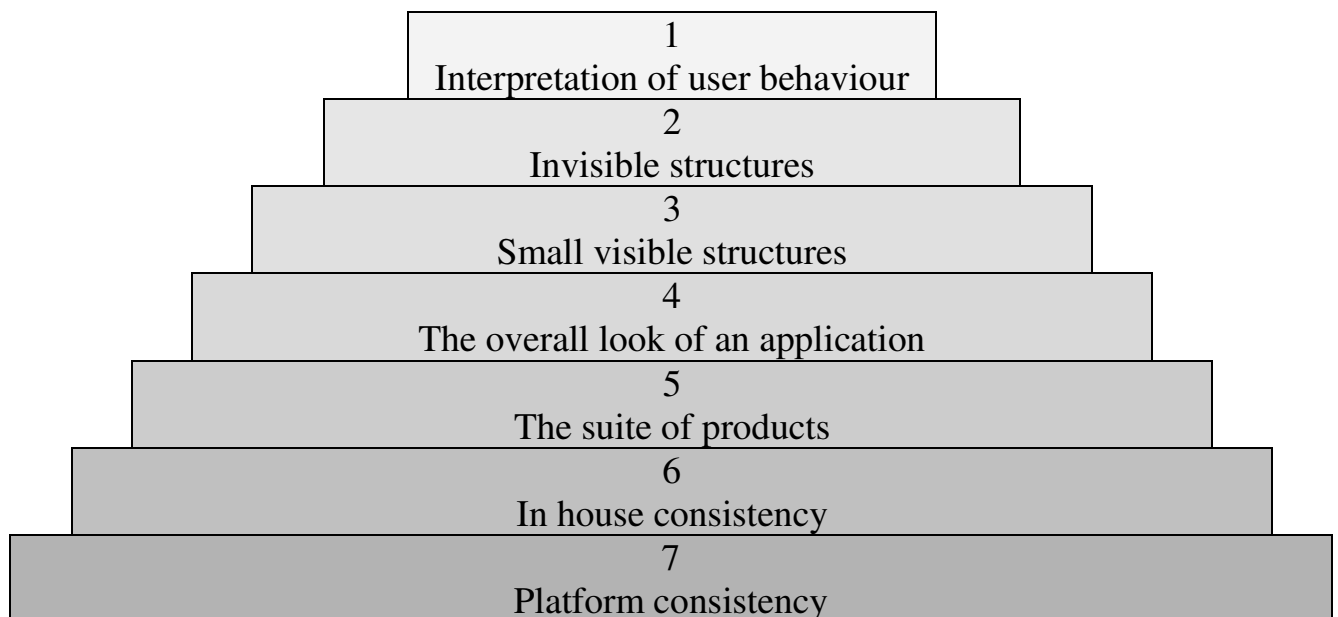 1
Interpretation of user behaviour
2
Invisible structures
3
Small visible structures
4
The overall look of an application
5
The suite of products
6
In house consistency
7
Platform consistency